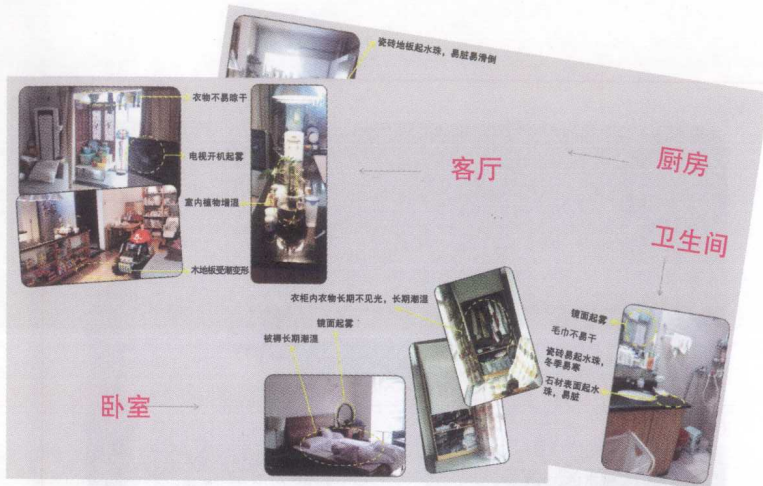 瓷砖地板起水珠，易脏易滑倒
衣物不易晾干
电视开机起雾
室内植物增湿
木地板受潮变形
客厅
厨房
卫生间
衣柜内衣物长期不见光，长期潮湿
镜面起雾
被褥长期潮湿
卧室
镜面起雾
毛巾不易干
瓷砖易起水珠，
冬季易寒
石材表面起水
珠，易脏